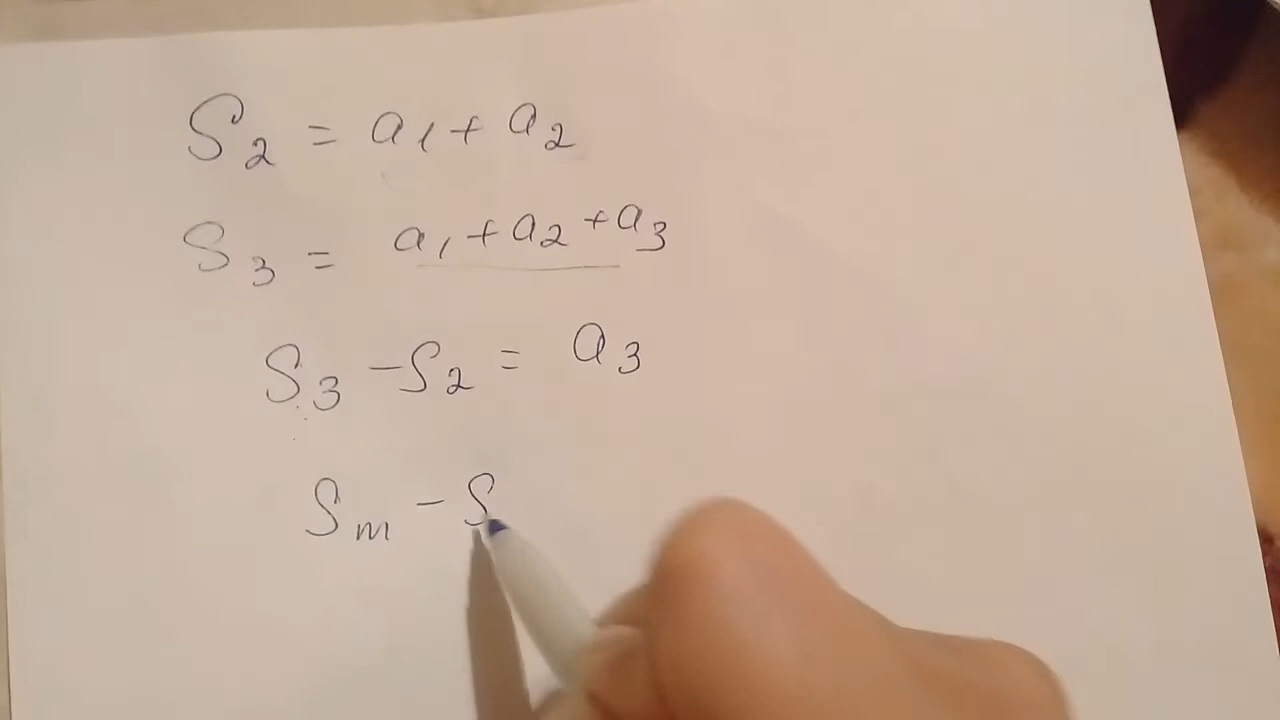 S₂ = a₁ + a₂
S₃ = a₁ + a₂ + a₃
S₃ - S₂ = a₃
Sₘ - S